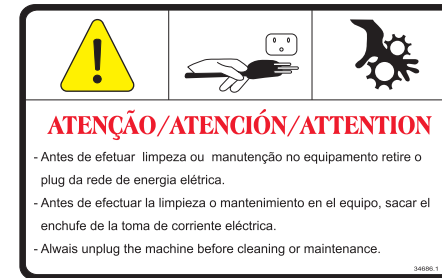 ATENÇÃO/ATENCIÓN/ATTENTION
- Antes de efetuar limpeza ou manutenção no equipamento retire o
plug da rede de energia elétrica.
- Antes de efectuar la limpieza o mantenimiento en el equipo, sacar el
enchufe de la toma de corriente eléctrica.
- Alwais unplug the machine before cleaning or maintenance.
34686.1